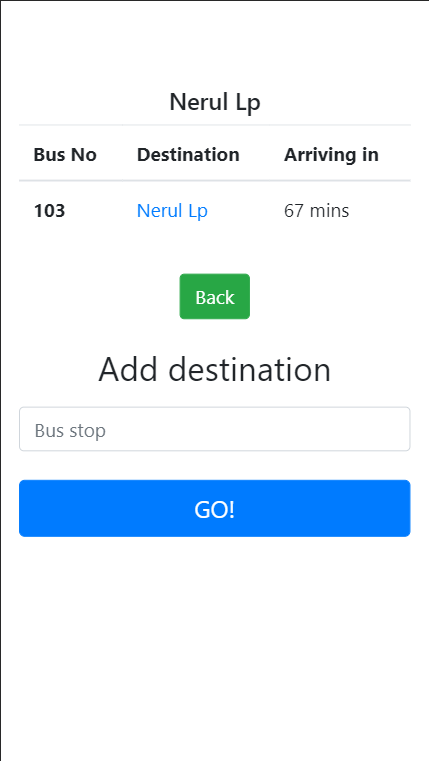 Nerul Lp
Bus No Destination Arriving in
103 Nerul Lp 67 mins
Back
Add destination
Bus stop
GO!